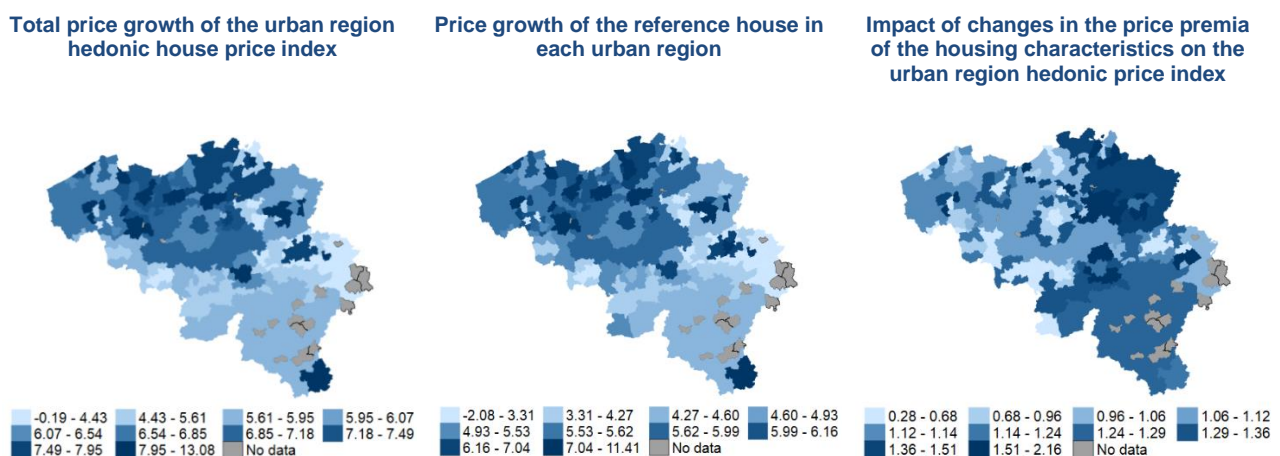 Total price growth of the urban region
hedonic house price index
Price growth of the reference house in
each urban region
Impact of changes in the price premia
of the housing characteristics on the
urban region hedonic price index
-0.19 - 4.43 4.43 - 5.61 5.61 - 5.95 5.95 - 6.07
6.07 - 6.54 6.54 - 6.85 6.85 - 7.18 7.18 - 7.49
7.49 - 7.95 7.95 - 13.08 No data
-2.08 - 3.31 3.31 - 4.27 4.27 - 4.60 4.60 - 4.93
4.93 - 5.53 5.53 - 5.62 5.62 - 5.99 5.99 - 6.16
6.16 - 7.04 7.04 - 11.41 No data
0.28 - 0.68 0.68 - 0.96 0.96 - 1.06 1.06 - 1.12
1.12 - 1.14 1.14 - 1.24 1.24 - 1.29 1.29 - 1.36
1.36 - 1.51 1.51 - 2.16 No data